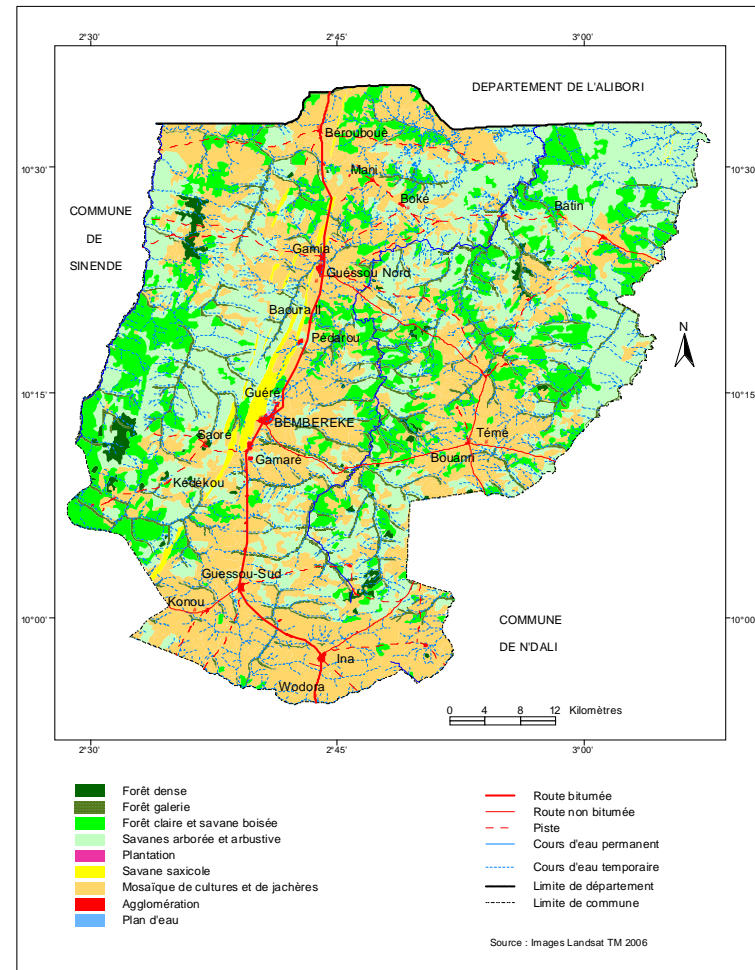 2°30' 2°45' 3°00'
DEPARTEMENT DE L'ALIBORI
Bérouboué
10°30' 10°30'
Mani
Boké
Batin
COMMUNE
DE
SINENDE
Gamia
Guéssou Nord
Baoura II
N
Pédarou
10°15' 10°15'
Guéré
BEMBEREKE
Témé
Saoré
Gamaré
Bouanri
Kédékou
Guessou-Sud
Konou
10°00' 10°00'
COMMUNE
DE N'DALI
Ina
Wodora
0 4 8 12 Kilomètres
2°30' 2°45' 3°00'
Forêt dense
Forêt galerie
Forêt claire et savane boisée
Savanes arborée et arbustive
Plantation
Savane saxicole
Mosaïque de cultures et de jachères
Agglomération
Plan d'eau
Route bitumée
Route non bitumée
Piste
Cours d'eau permanent
Cours d'eau temporaire
Limite de département
Limite de commune
Source : Images Landsat TM 2006